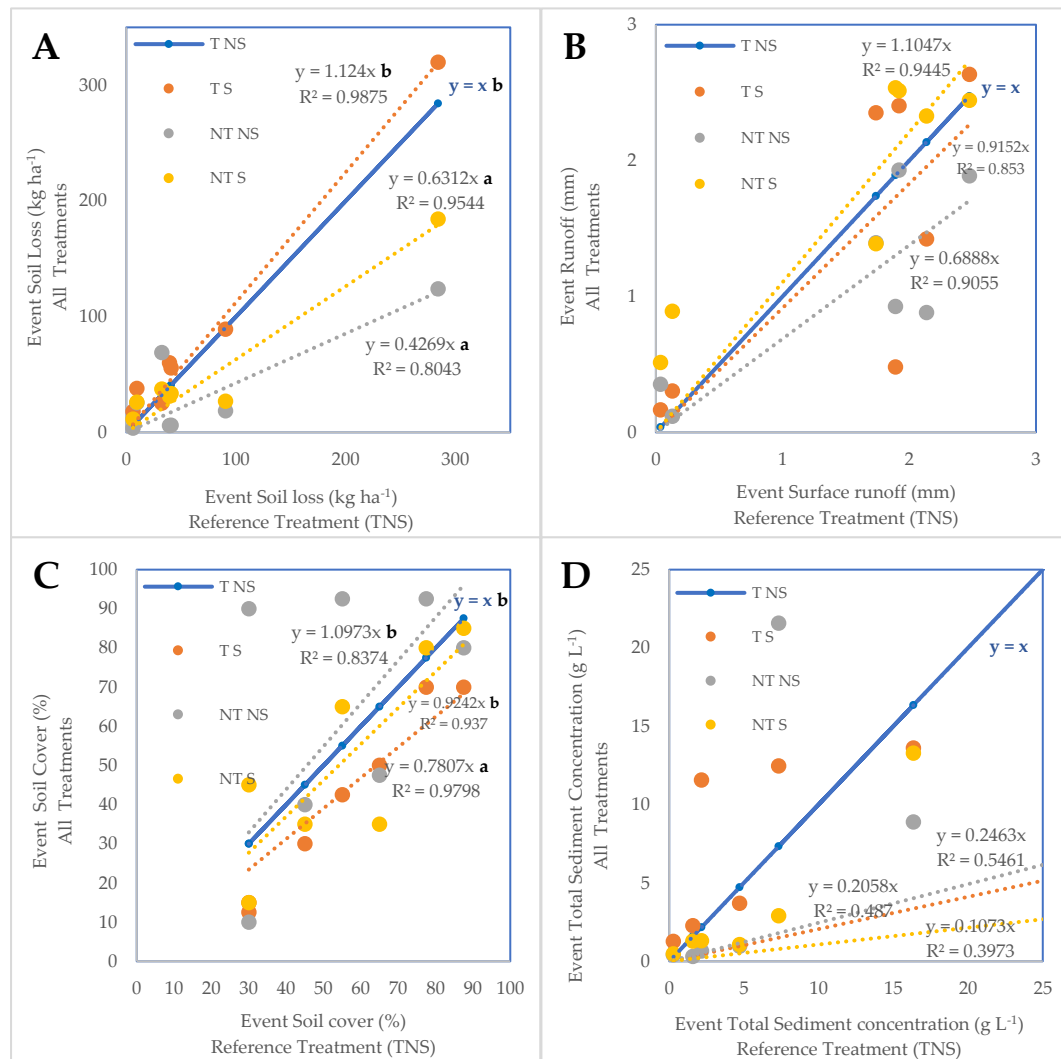 A
T NS
T S
NT NS
NT S
y = 1.124x b
R² = 0.9875
y = x b
y = 0.6312x a
R² = 0.9544
y = 0.4269x a
R² = 0.8043
300
200
100
0
0 100 200 300
Event Soil Loss (kg ha⁻¹)
All Treatments
Event Soil loss (kg ha⁻¹)
Reference Treatment (TNS)
B
T NS
T S
NT NS
NT S
y = 1.1047x
R² = 0.9445
y = x
y = 0.9152x
R² = 0.853
y = 0.6888x
R² = 0.9055
3
2
1
0
0 1 2 3
Event Runoff (mm)
All Treatments
Event Surface runoff (mm)
Reference Treatment (TNS)
C
T NS
T S
NT NS
NT S
y = x b
y = 1.0973x b
R² = 0.8374
y = 0.9242x b
R² = 0.937
y = 0.7807x a
R² = 0.9798
100
90
80
70
60
50
40
30
20
10
0
0 10 20 30 40 50 60 70 80 90 100
Event Soil Cover (%)
All Treatments
Event Soil cover (%)
Reference Treatment (TNS)
D
T NS
T S
NT NS
NT S
y = x
y = 0.2463x
R² = 0.5461
y = 0.2058x
R² = 0.487
y = 0.1073x
R² = 0.3973
25
20
15
10
5
0
0 5 10 15 20 25
Event Total Sediment Concentration (g L⁻¹)
All Treatments
Event Total Sediment concentration (g L⁻¹)
Reference Treatment (TNS)